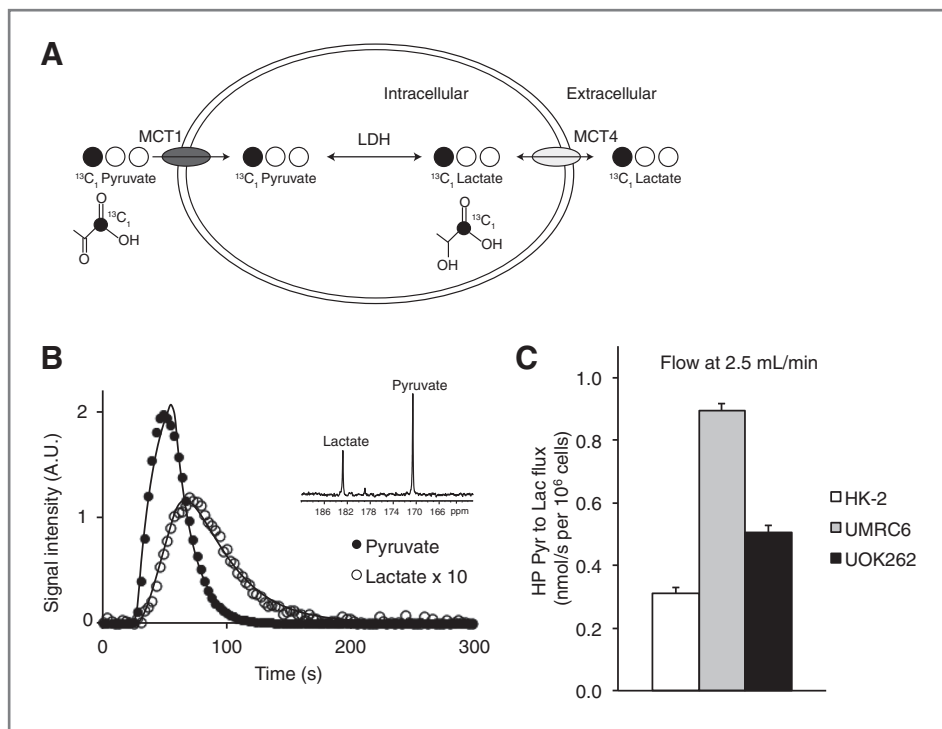 A
Intracellular
Extracellular
MCT1
LDH
MCT4
¹³C₁ Pyruvate
¹³C₁ Pyruvate
¹³C₁ Lactate
¹³C₁ Lactate
O
¹³C₁
OH
O
O
¹³C₁
OH
OH
B
Signal intensity (A.U.)
2
1
0
0
100
200
300
Time (s)
Pyruvate
Lactate
186
182
178
174
170
166
ppm
Pyruvate
Lactate x 10
C
Flow at 2.5 mL/min
HP Pyr to Lac flux
(nmol/s per 10⁶ cells)
1.0
0.8
0.6
0.4
0.2
0.0
HK-2
UMRC6
UOK262